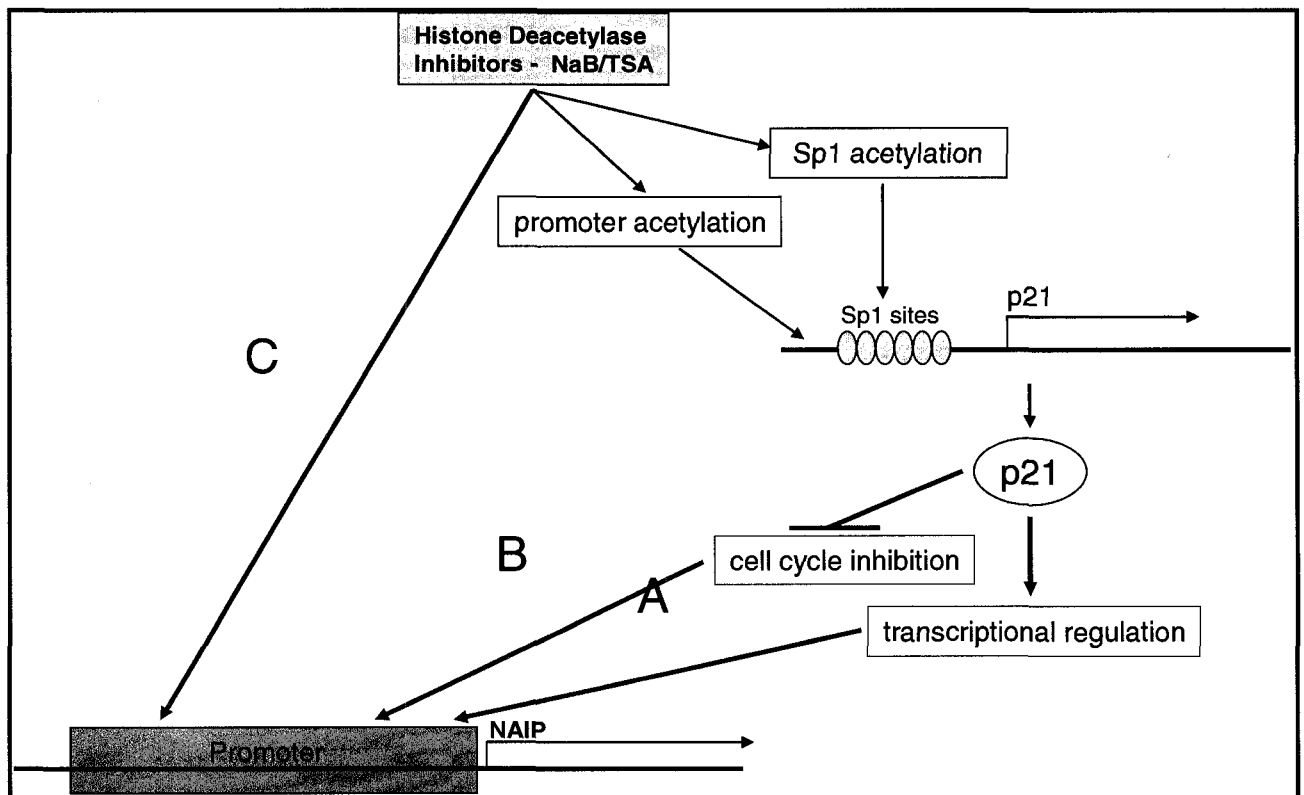 Histone Deacetylase
Inhibitors - NaB/TSA
Sp1 acetylation
promoter acetylation
p21
Sp1 sites
C
p21
B
cell cycle inhibition
A
transcriptional regulation
NAIP
Promoter